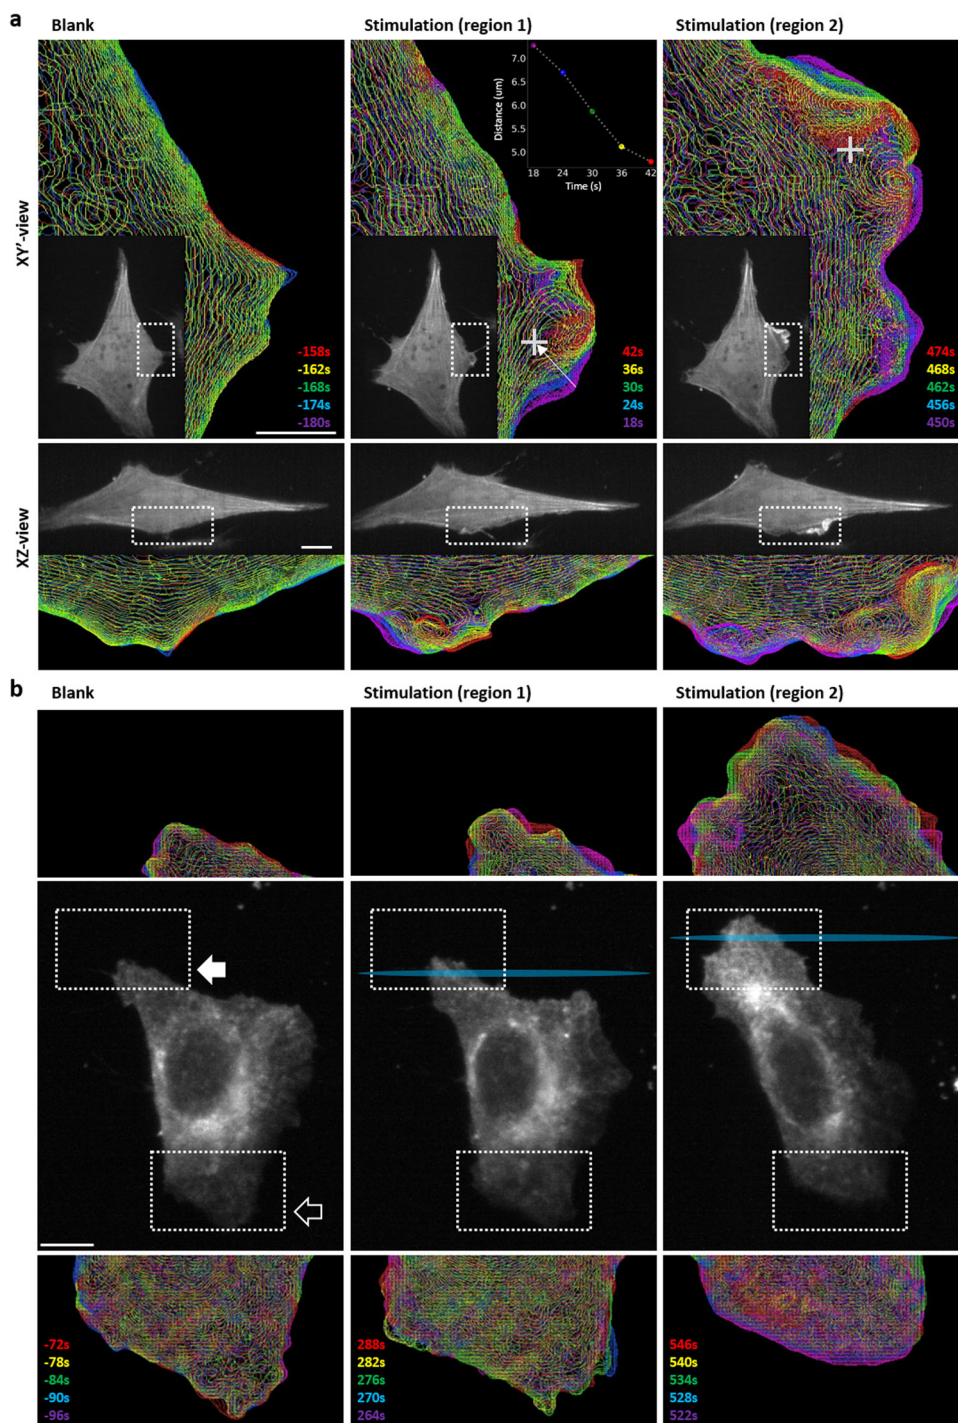 a
Blank
Stimulation (region 1)
Stimulation (region 2)
XY'-view
Distance (um)
7.0
6.5
6.0
5.5
5.0
18 24 30 36 42
Time (s)
-158s
-162s
-168s
-174s
-180s
42s
36s
30s
24s
18s
474s
468s
462s
456s
450s
XZ-view
b
Blank
Stimulation (region 1)
Stimulation (region 2)
-72s
-78s
-84s
-90s
-96s
288s
282s
276s
270s
264s
546s
540s
534s
528s
522s